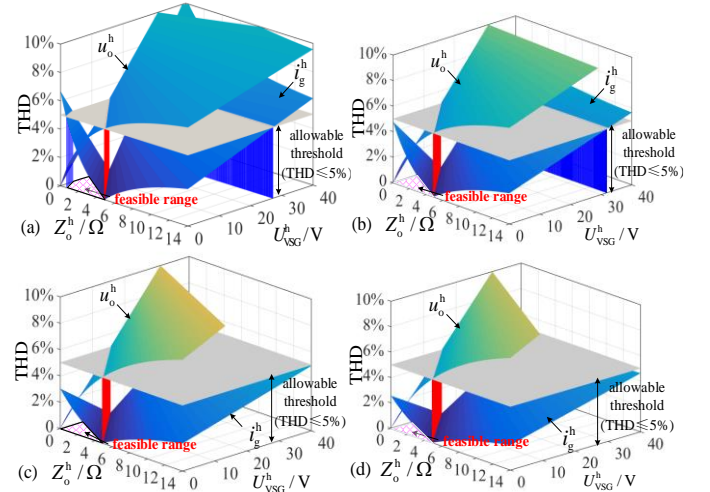 10%
8%
6%
4%
2%
0
THD
u_o^h
i_g^h
allowable
threshold
(THD≤5%)
feasible range
0 2 4 6 8 10 12 14
0 10 20 30 40
(a) Z_o^h / Ω
U_VSG^h / V
10%
8%
6%
4%
2%
0
THD
u_o^h
i_g^h
allowable
threshold
(THD≤5%)
feasible range
0 2 4 6 8 10 12 14
0 10 20 30 40
(b) Z_o^h / Ω
U_VSG^h / V
10%
8%
6%
4%
2%
0
THD
u_o^h
allowable
threshold
(THD≤5%)
feasible range
i_g^h
2 4 6 8 10 12 14
0 10 20 30 40
(c) Z_o^h / Ω
U_VSG^h / V
10%
8%
6%
4%
2%
0
THD
u_o^h
allowable
threshold
(THD≤5%)
feasible range
i_g^h
2 4 6 8 10 12 14
0 10 20 30 40
(d) Z_o^h / Ω
U_VSG^h / V